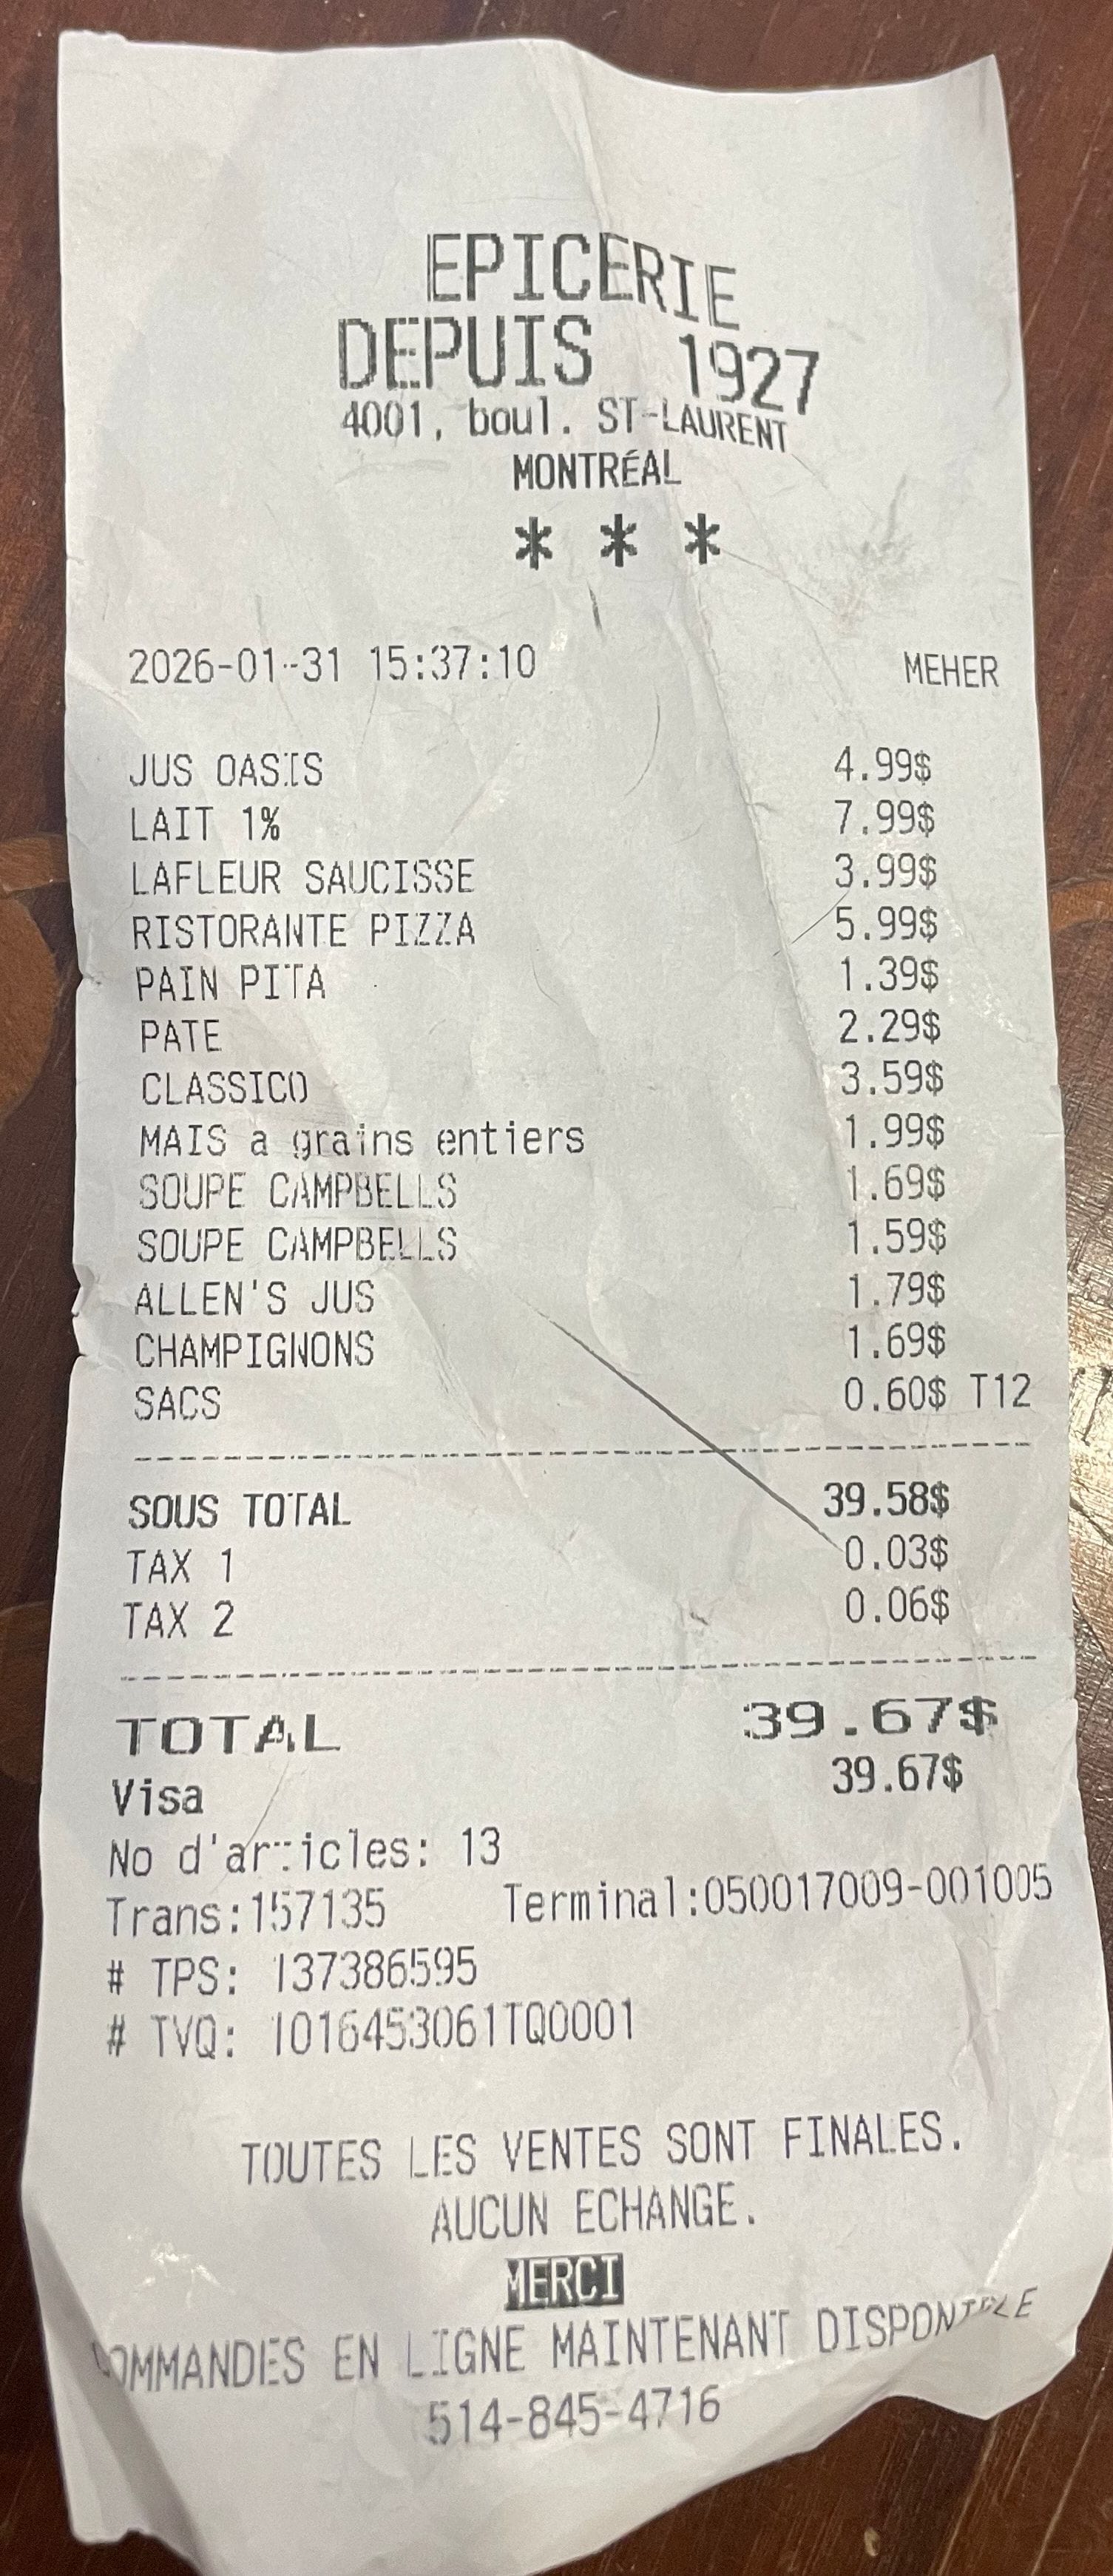 EPICERIE
DEPUIS 1927
4001, boul. ST-LAURENT
MONTRÉAL
* * *
2026-01-31 15:37:10 MEHER
JUS OASIS 4.99$
LAIT 1% 7.99$
LAFLEUR SAUCISSE 3.99$
RISTORANTE PIZZA 5.99$
PAIN PITA 1.39$
PATE 2.29$
CLASSICO 3.59$
MAIS a grains entiers 1.99$
SOUPE CAMPBELLS 1.69$
SOUPE CAMPBELLS 1.59$
ALLEN'S JUS 1.79$
CHAMPIGNONS 1.69$
SACS 0.60$ T12
SOUS TOTAL 39.58$
TAX 1 0.03$
TAX 2 0.06$
TOTAL 39.67$
Visa 39.67$
No d'articles: 13
Trans:157135 Terminal:050017009-001005
# TPS: 137386595
# TVQ: 1016453061TQ0001
TOUTES LES VENTES SONT FINALES.
AUCUN ECHANGE.
MERCI
COMMANDES EN LIGNE MAINTENANT DISPONIBLE
514-845-4716